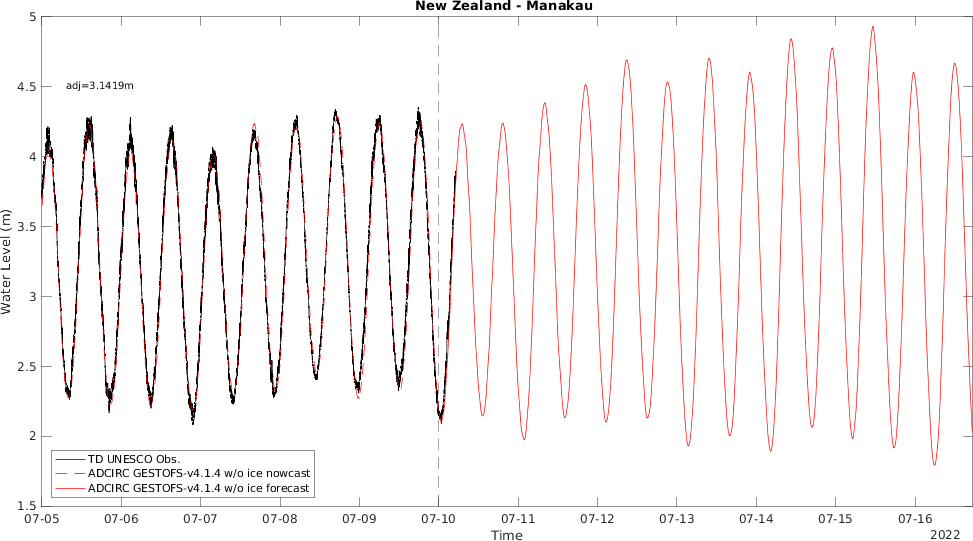 New Zealand - Manakau
5
4.5
4
3.5
3
2.5
2
1.5
Water Level (m)
adj=3.1419m
TD UNESCO Obs.
ADCIRC GESTOFS-v4.1.4 w/o ice nowcast
ADCIRC GESTOFS-v4.1.4 w/o ice forecast
07-05 07-06 07-07 07-08 07-09 07-10 07-11 07-12 07-13 07-14 07-15 07-16
Time
2022